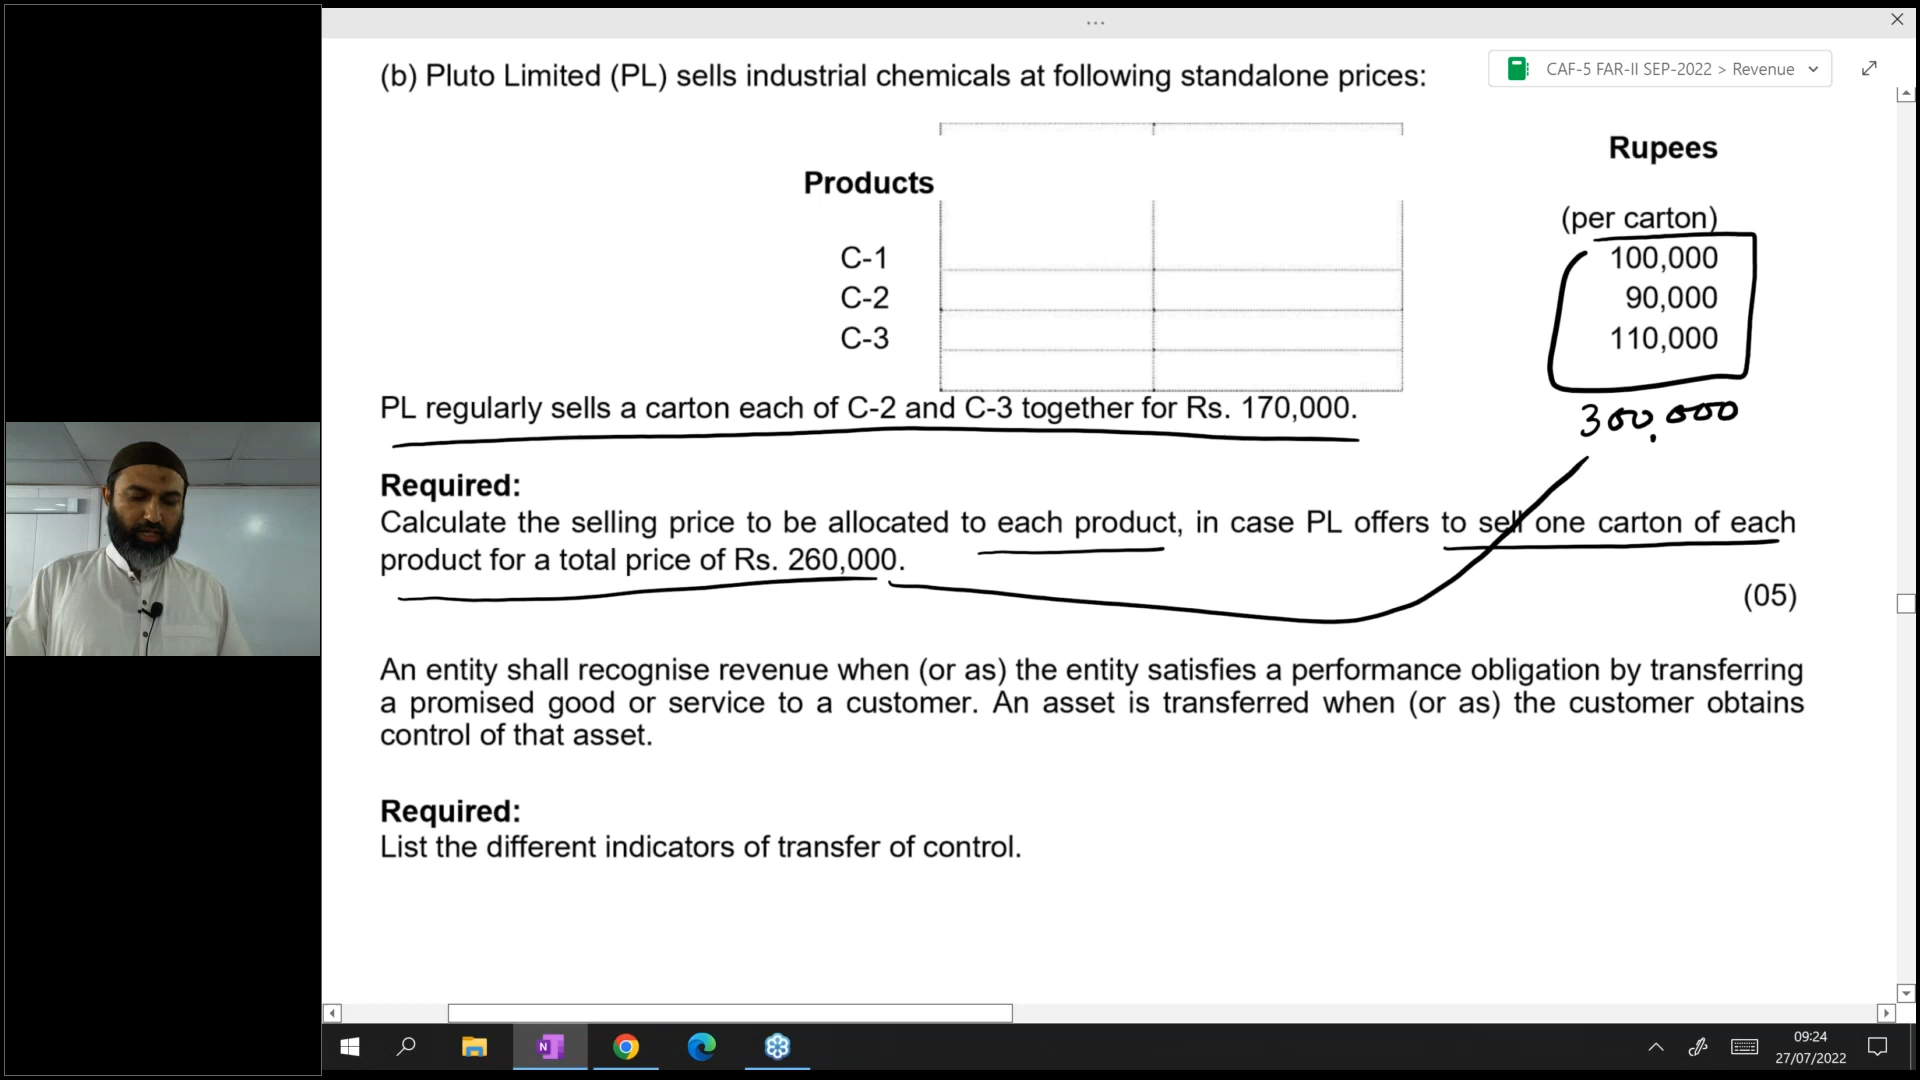 (b) Pluto Limited (PL) sells industrial chemicals at following standalone prices:
CAF-5 FAR-II SEP-2022 > Revenue
Rupees
Products
(per carton)
C-1 100,000
C-2 90,000
C-3 110,000
PL regularly sells a carton each of C-2 and C-3 together for Rs. 170,000.
300,000
Required:
Calculate the selling price to be allocated to each product, in case PL offers to sell one carton of each
product for a total price of Rs. 260,000.
(05)
An entity shall recognise revenue when (or as) the entity satisfies a performance obligation by transferring
a promised good or service to a customer. An asset is transferred when (or as) the customer obtains
control of that asset.
Required:
List the different indicators of transfer of control.
09:24
27/07/2022